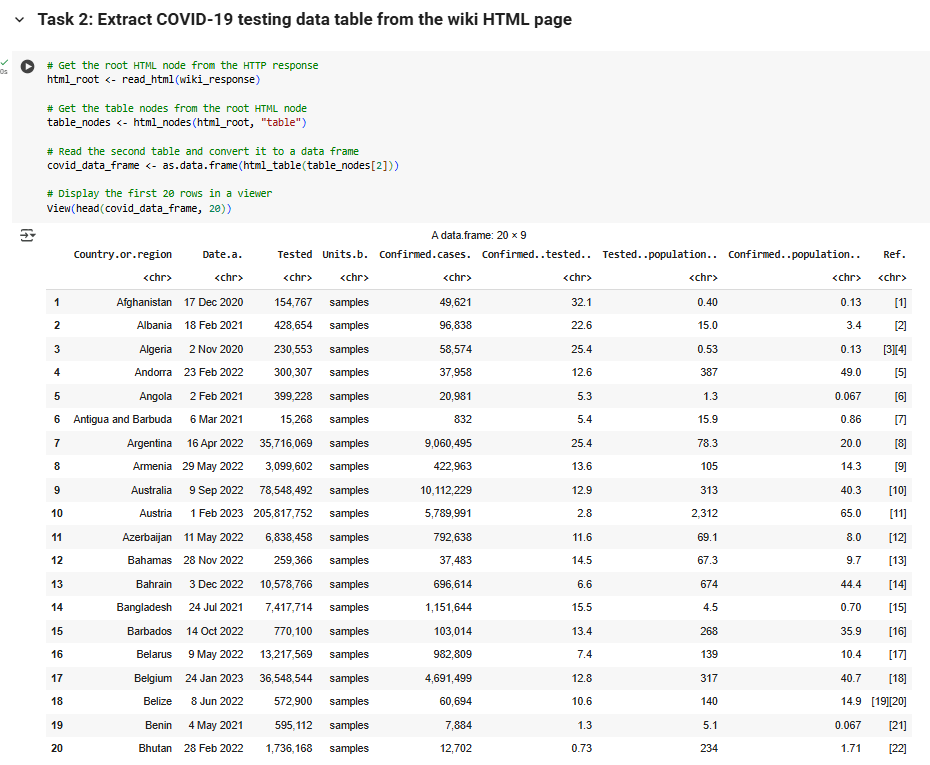 Task 2: Extract COVID-19 testing data table from the wiki HTML page
0s
# Get the root HTML node from the HTTP response
html_root <- read_html(wiki_response)
# Get the table nodes from the root HTML node
table_nodes <- html_nodes(html_root, "table")
# Read the second table and convert it to a data frame
covid_data_frame <- as.data.frame(html_table(table_nodes[2]))
# Display the first 20 rows in a viewer
View(head(covid_data_frame, 20))
A data.frame: 20 × 9
Country.or.region Date.a. Tested Units.b. Confirmed.cases. Confirmed..tested.. Tested..population.. Confirmed..population.. Ref.
<chr> <chr> <chr> <chr> <chr> <chr> <chr> <chr> <chr>
1 Afghanistan 17 Dec 2020 154,767 samples 49,621 32.1 0.40 0.13 [1]
2 Albania 18 Feb 2021 428,654 samples 96,838 22.6 15.0 3.4 [2]
3 Algeria 2 Nov 2020 230,553 samples 58,574 25.4 0.53 0.13 [3][4]
4 Andorra 23 Feb 2022 300,307 samples 37,958 12.6 387 49.0 [5]
5 Angola 2 Feb 2021 399,228 samples 20,981 5.3 1.3 0.067 [6]
6 Antigua and Barbuda 6 Mar 2021 15,268 samples 832 5.4 15.9 0.86 [7]
7 Argentina 16 Apr 2022 35,716,069 samples 9,060,495 25.4 78.3 20.0 [8]
8 Armenia 29 May 2022 3,099,602 samples 422,963 13.6 105 14.3 [9]
9 Australia 9 Sep 2022 78,548,492 samples 10,112,229 12.9 313 40.3 [10]
10 Austria 1 Feb 2023 205,817,752 samples 5,789,991 2.8 2,312 65.0 [11]
11 Azerbaijan 11 May 2022 6,838,458 samples 792,638 11.6 69.1 8.0 [12]
12 Bahamas 28 Nov 2022 259,366 samples 37,483 14.5 67.3 9.7 [13]
13 Bahrain 3 Dec 2022 10,578,766 samples 696,614 6.6 674 44.4 [14]
14 Bangladesh 24 Jul 2021 7,417,714 samples 1,151,644 15.5 4.5 0.70 [15]
15 Barbados 14 Oct 2022 770,100 samples 103,014 13.4 268 35.9 [16]
16 Belarus 9 May 2022 13,217,569 samples 982,809 7.4 139 10.4 [17]
17 Belgium 24 Jan 2023 36,548,544 samples 4,691,499 12.8 317 40.7 [18]
18 Belize 8 Jun 2022 572,900 samples 60,694 10.6 140 14.9 [19][20]
19 Benin 4 May 2021 595,112 samples 7,884 1.3 5.1 0.067 [21]
20 Bhutan 28 Feb 2022 1,736,168 samples 12,702 0.73 234 1.71 [22]